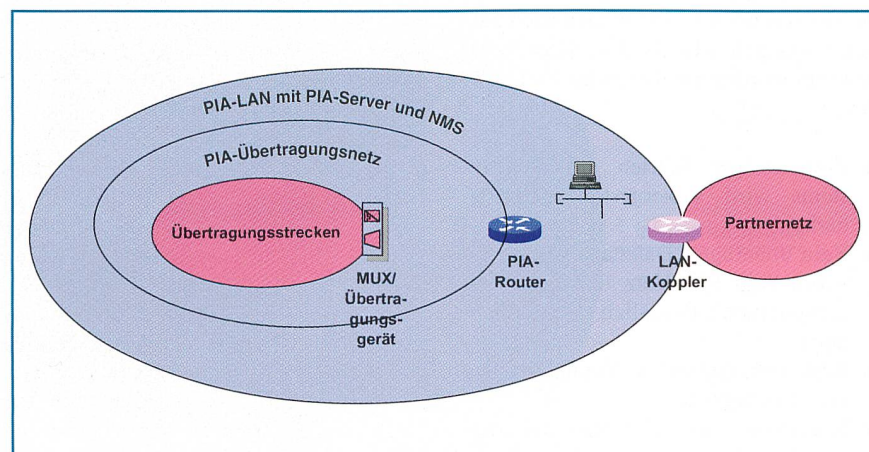 PIA-LAN mit PIA-Server und NMS
PIA-Übertragungsnetz
Übertragungsstrecken
MUX/
Übertra-
gungs-
gerät
PIA-
Router
LAN-
Koppler
Partnernetz